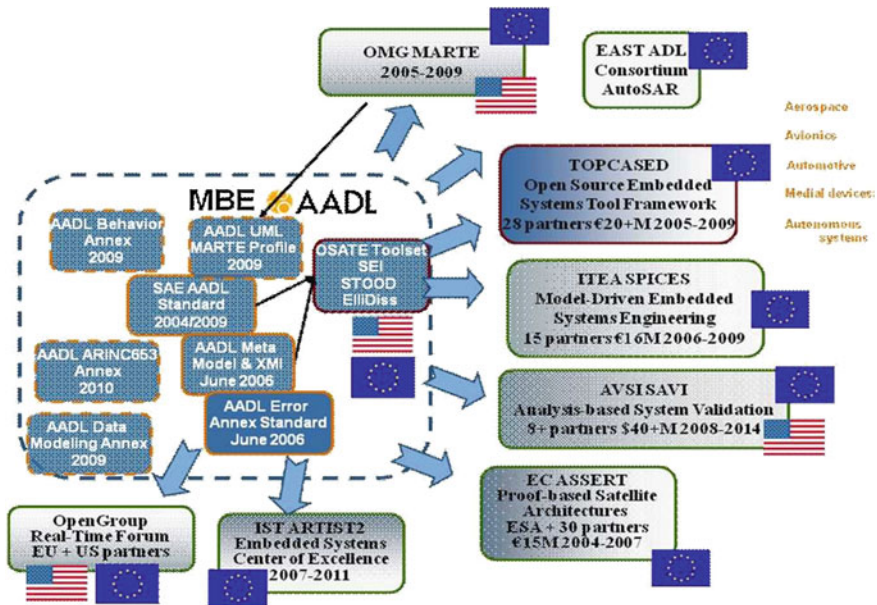 OMG MARTE
2005-2009
EAST ADL
Consortium
AutoSAR
Aerospace
Avionics
Automotive
Medial devices:
Autonomous
systems
TOPCASED
Open Source Embedded
Systems Tool Framework
28 partners €20+M 2005-2009
MBE AADL
AADL Behavior
Annex
2009
AADL UML
MARTE Profile
2009
OSATE Toolset
SEI
STOOD
ElliDiss
SAE AADL
Standard
2004/2009
ITEA SPICES
Model-Driven Embedded
Systems Engineering
15 partners €16M 2006-2009
AADL ARINC653
Annex
2010
AADL Meta
Model & XMI
June 2006
AADL Error
Annex Standard
June 2006
AVSI SAVI
Analysis-based System Validation
8+ partners $40+M 2008-2014
AADL Data
Modeling Annex
2009
EC ASSERT
Proof-based Satellite
Architectures
ESA + 30 partners
€15M 2004-2007
OpenGroup
Real-Time Forum
EU + US partners
IST ARTIST2
Embedded Systems
Center of Excellence
2007-2011